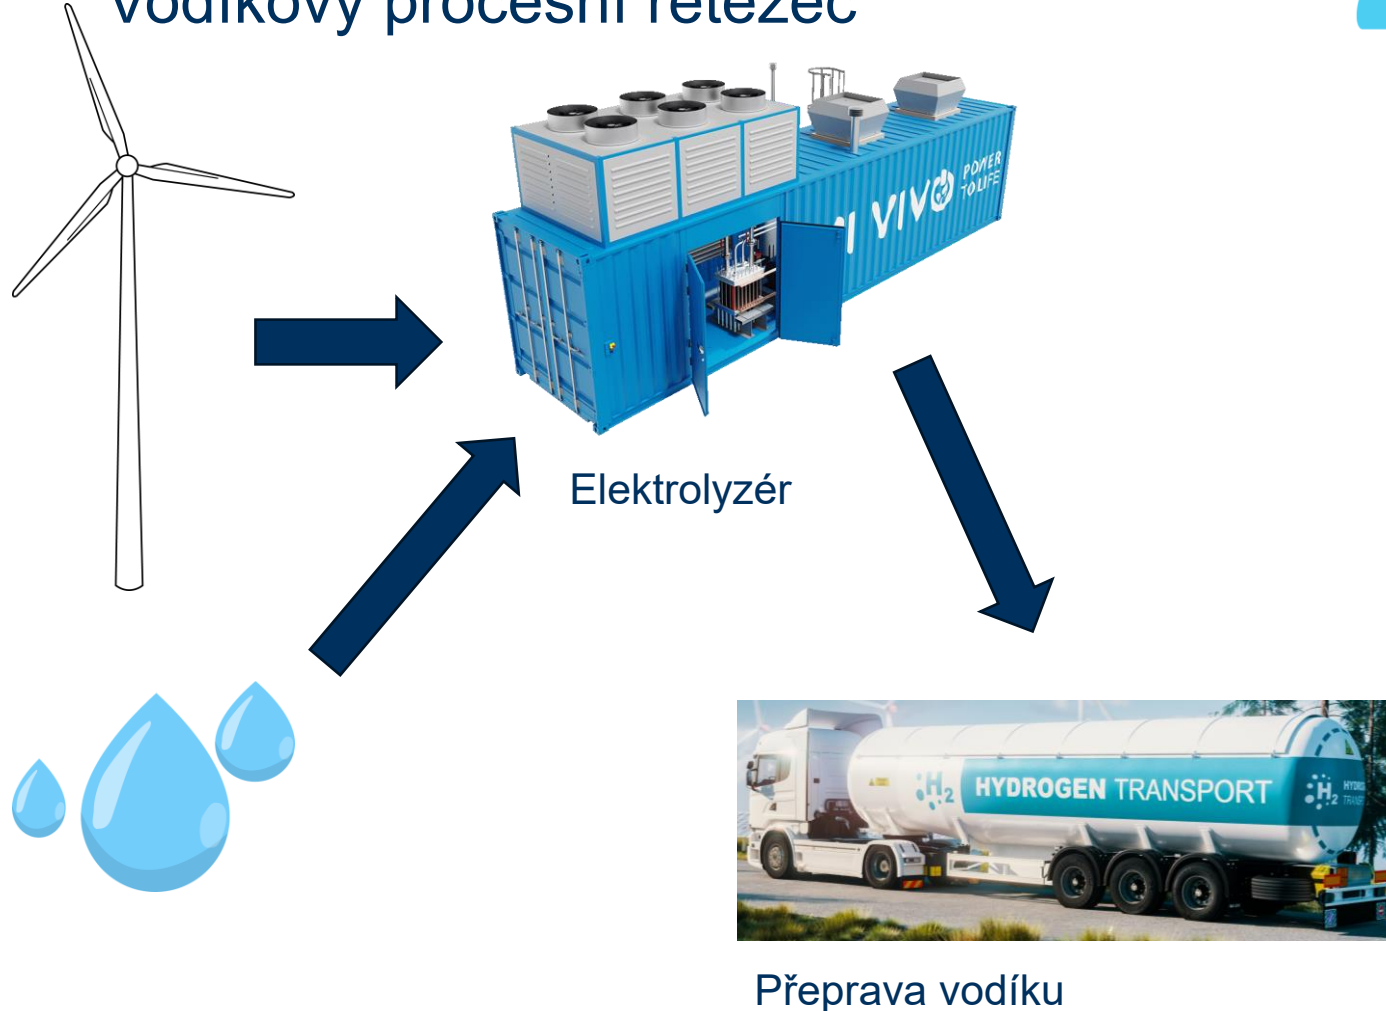 Vodíkový procesní řetězec
VIVO POWER
TO LIFE
Elektrolyzér
H2 HYDROGEN TRANSPORT H2
Přeprava vodíku